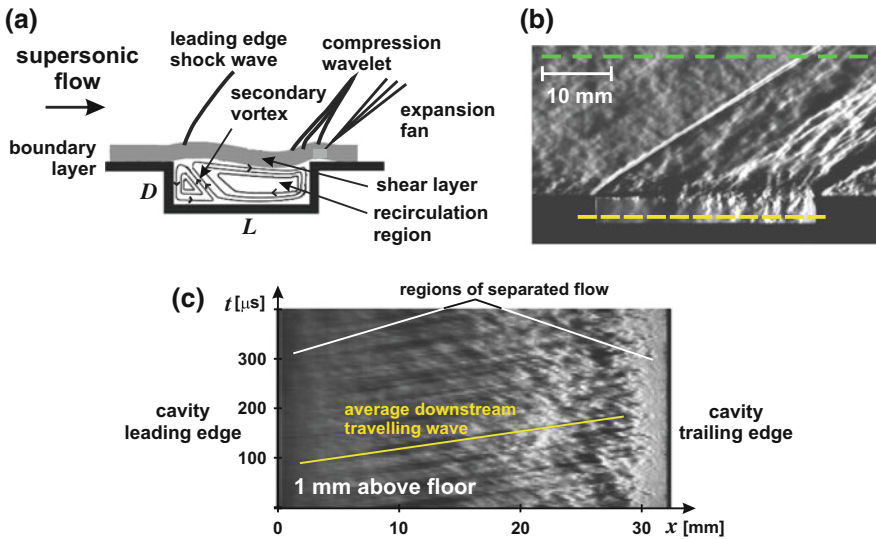 (a)
supersonic
flow
leading edge
shock wave
compression
wavelet
secondary
vortex
expansion
fan
boundary
layer
D
L
shear layer
recirculation
region
(b)
10 mm
(c)
t [μs]
regions of separated flow
300
200
100
cavity
leading edge
average downstream
travelling wave
cavity
trailing edge
1 mm above floor
0
10
20
30
x [mm]